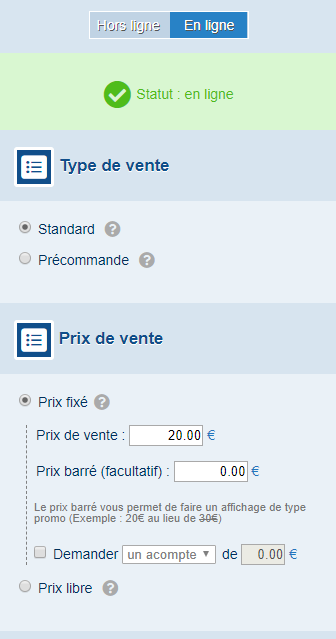 Hors ligne En ligne
Statut : en ligne
Type de vente
Standard ?
Précommande ?
Prix de vente
Prix fixé ?
Prix de vente : 20.00 €
Prix barré (facultatif) : 0.00 €
Le prix barré vous permet de faire un affichage de type
promo (Exemple : 20€ au lieu de 30€)
Demander un acompte de 0.00 €
Prix libre ?